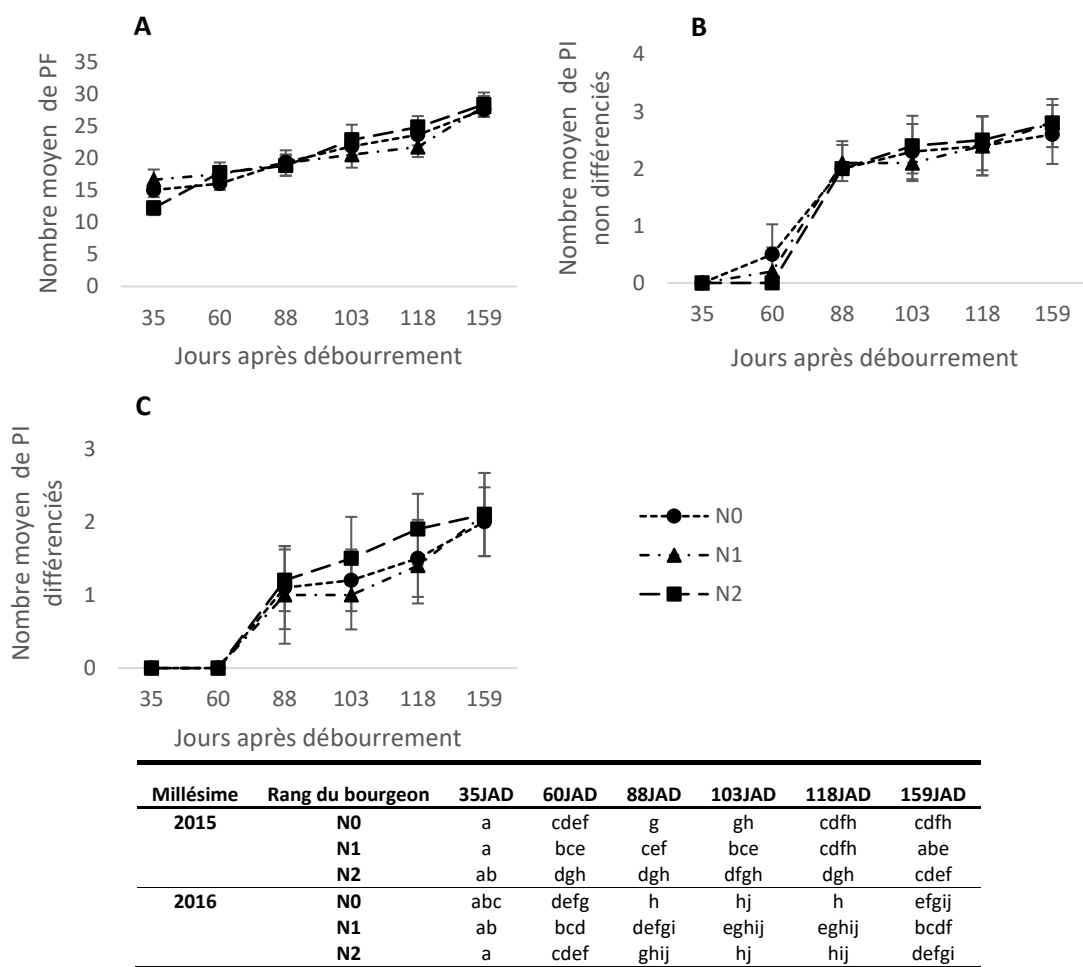 A
Nombre moyen de PF
35
30
25
20
15
10
5
0
35 60 88 103 118 159
Jours après débourrement
B
Nombre moyen de PI
non différenciés
4
3
2
1
0
35 60 88 103 118 159
Jours après débourrement
C
Nombre moyen de PI
différenciés
3
2
1
0
35 60 88 103 118 159
Jours après débourrement
N0
N1
N2
Millésime Rang du bourgeon 35JAD 60JAD 88JAD 103JAD 118JAD 159JAD
2015 N0 a cdef g gh cdfh cdfh
N1 a bce cef bce cdfh abe
N2 ab dgh dgh dfgh dgh cdef
2016 N0 abc defg h hj h efgij
N1 ab bcd defgi eghij eghij bcdf
N2 a cdef ghij hj hij defgi